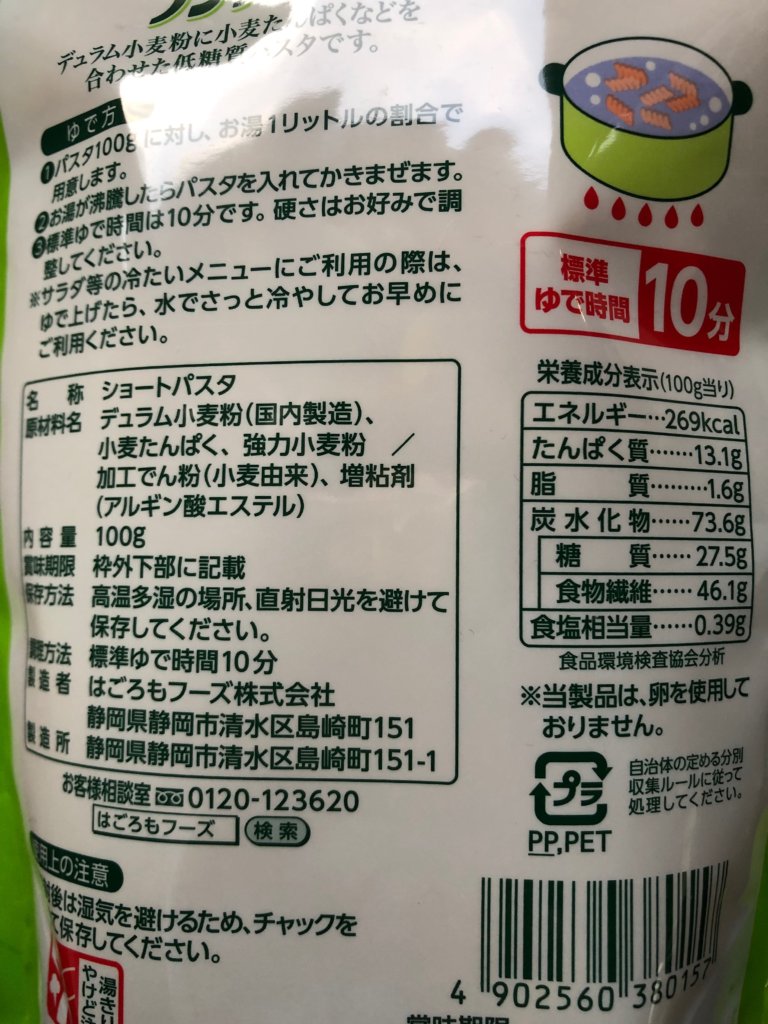 デュラム小麦粉に小麦たんぱくなどを
合わせた低糖質パスタです。
ゆで方
❶パスタ100gに対し、お湯1リットルの割合で
用意します。
❷お湯が沸騰したらパスタを入れてかきまぜます。
❸標準ゆで時間は10分です。硬さはお好みで調
整してください。
※サラダ等の冷たいメニューにご利用の際は、
ゆで上げたら、水でさっと冷やしてお早めに
ご利用ください。
標準
ゆで時間
10分
名称 ショートパスタ
原材料名 デュラム小麦粉(国内製造)、
小麦たんぱく、強力小麦粉 ／
加工でん粉(小麦由来)、増粘剤
(アルギン酸エステル)
内容量 100g
賞味期限 枠外下部に記載
保存方法 高温多湿の場所、直射日光を避けて
保存してください。
調理方法 標準ゆで時間10分
製造者 はごろもフーズ株式会社
静岡県静岡市清水区島崎町151
製造所 静岡県静岡市清水区島崎町151-1
お客様相談室 0120-123620
はごろもフーズ 検索
栄養成分表示(100g当り)
エネルギー…269kcal
たんぱく質……13.1g
脂質……1.6g
炭水化物……73.6g
糖質……27.5g
食物繊維……46.1g
食塩相当量……0.39g
食品環境検査協会分析
※当製品は、卵を使用して
おりません。
プラ
PP,PET
自治体の定める分別
収集ルールに従って
処理してください。
用上の注意
後は湿気を避けるため、チャックを
て保存してください。
湯きり
やけど
4 902560 380157
賞味期限